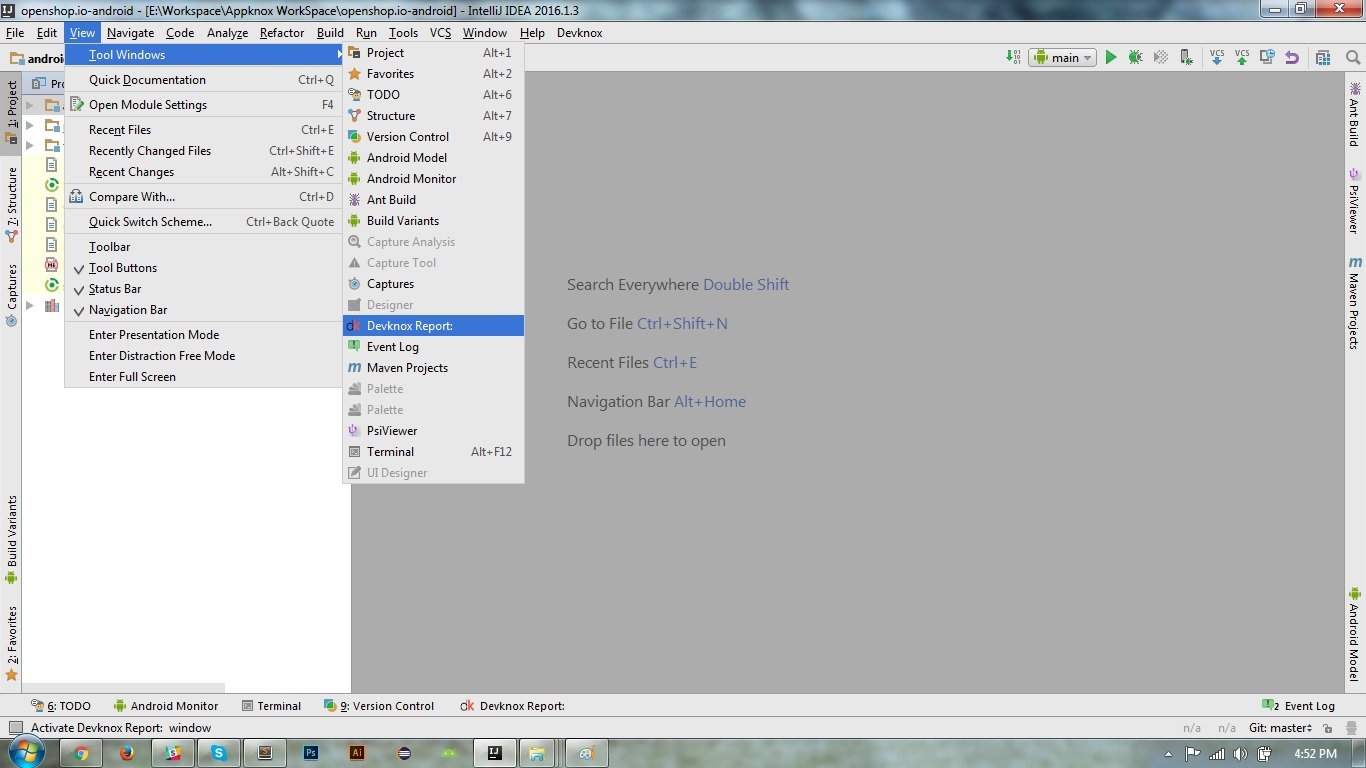 openshop.io-android - [E:\Workspace\Appknox WorkSpace\openshop.io-android] - IntelliJ IDEA 2016.1.3
File Edit View Navigate Code Analyze Refactor Build Run Tools VCS Window Help Devknox
main
VCS VCS
Tool Windows
Quick Documentation Ctrl+Q
Open Module Settings F4
Recent Files Ctrl+E
Recently Changed Files Ctrl+Shift+E
Recent Changes Alt+Shift+C
Compare With... Ctrl+D
Quick Switch Scheme... Ctrl+Back Quote
Toolbar
Tool Buttons
Status Bar
Navigation Bar
Enter Presentation Mode
Enter Distraction Free Mode
Enter Full Screen
Project Alt+1
Favorites Alt+2
TODO Alt+6
Structure Alt+7
Version Control Alt+9
Android Model
Android Monitor
Ant Build
Build Variants
Capture Analysis
Capture Tool
Captures
Designer
Devknox Report:
Event Log
Maven Projects
Palette
Palette
PsiViewer
Terminal Alt+F12
UI Designer
Search Everywhere Double Shift
Go to File Ctrl+Shift+N
Recent Files Ctrl+E
Navigation Bar Alt+Home
Drop files here to open
1: Project
7: Structure
Captures
Build Variants
2: Favorites
Ant Build
PsiViewer
Maven Projects
Android Model
6: TODO Android Monitor Terminal 9: Version Control Devknox Report: 2 Event Log
Activate Devknox Report: window n/a n/a Git: master
4:52 PM